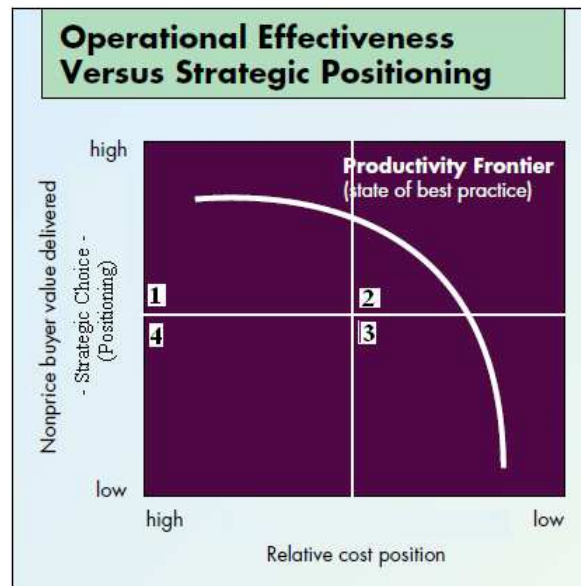 Operational Effectiveness
Versus Strategic Positioning
high
Productivity Frontier
(state of best practice)
Nonprice buyer value delivered
- Strategic Choice -
(Positioning)
1
2
4
3
low
high
low
Relative cost position